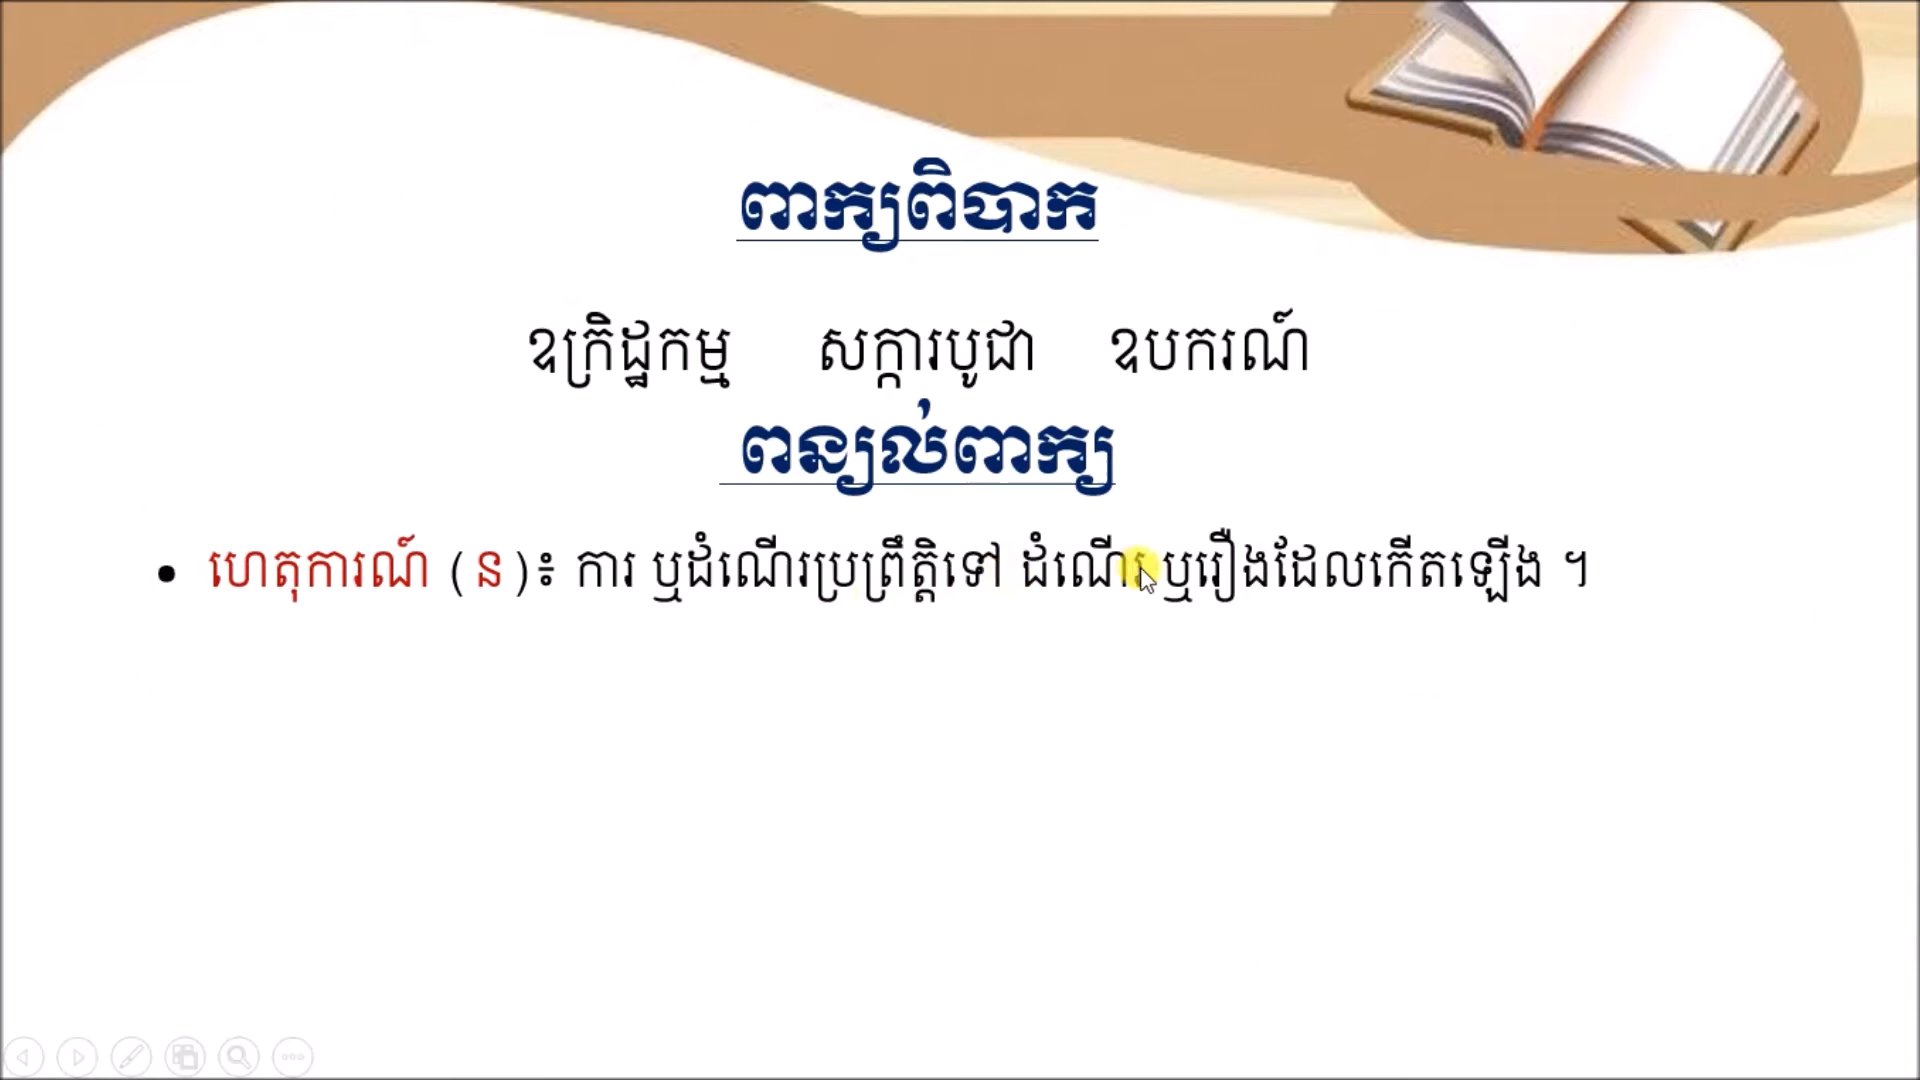 ពាក្យពិបាក
ឧក្រិដ្ឋកម្ម សក្ការបូជា ឧបករណ៍
ពន្យល់ពាក្យ
• ហេតុការណ៍ (ន)៖ ការ ឬដំណើរប្រព្រឹត្តិទៅ ដំណើរ ឬរឿងដែលកើតឡើង ។